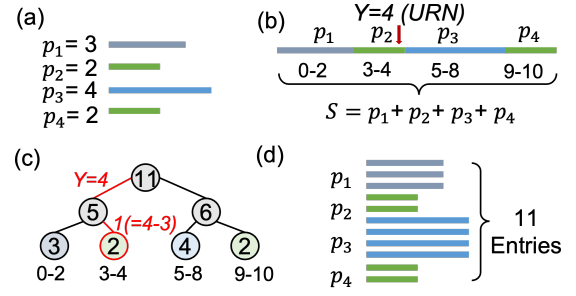 (a)
p₁= 3
p₂= 2
p₃= 4
p₄= 2
(b)
Y=4 (URN)
p₁ p₂ p₃ p₄
0-2 3-4 5-8 9-10
S = p₁+ p₂+ p₃+ p₄
(c)
11
Y=4
5 6
1(=4-3)
3 2 4 2
0-2 3-4 5-8 9-10
(d)
p₁
p₂
p₃
p₄
11
Entries